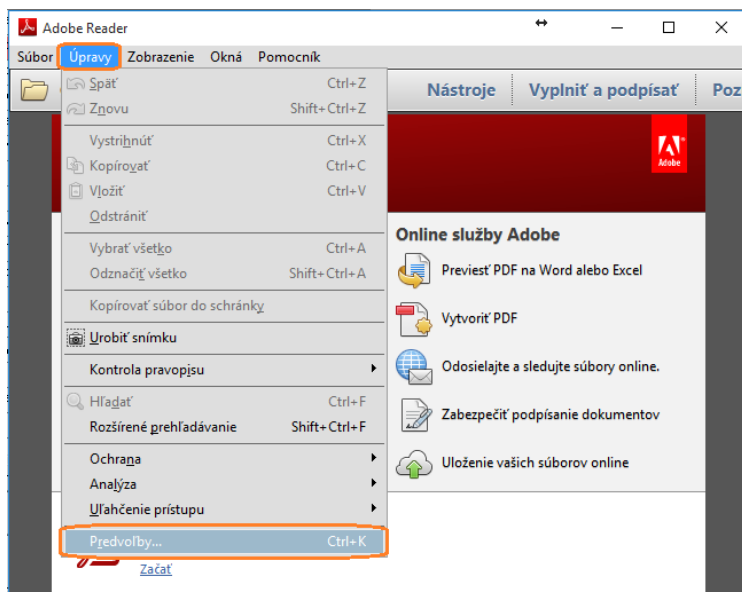 Adobe Reader
Súbor Úpravy Zobrazenie Okná Pomocník
Nástroje Vyplniť a podpísať Poz
Späť Ctrl+Z
Znovu Shift+Ctrl+Z
Vystrihnúť Ctrl+X
Kopírovať Ctrl+C
Vložiť Ctrl+V
Odstrániť
Vybrať všetko Ctrl+A
Odznačiť všetko Shift+Ctrl+A
Kopírovať súbor do schránky
Urobiť snímku
Kontrola pravopisu
Hľadať Ctrl+F
Rozšírené prehľadávanie Shift+Ctrl+F
Ochrana
Analýza
Uľahčenie prístupu
Predvoľby... Ctrl+K
Začať
Adobe
Online služby Adobe
Previesť PDF na Word alebo Excel
Vytvoriť PDF
Odosielajte a sledujte súbory online.
Zabezpečiť podpísanie dokumentov
Uloženie vašich súborov online